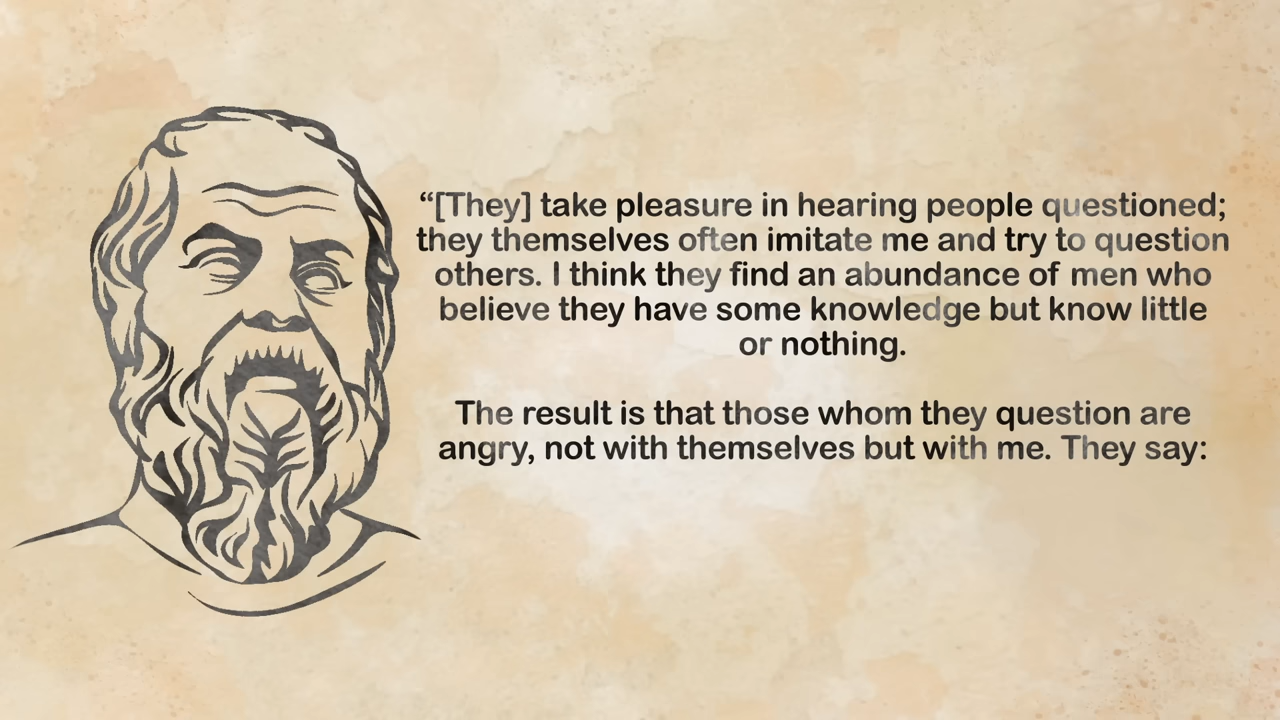 “[They] take pleasure in hearing people questioned;
they themselves often imitate me and try to question
others. I think they find an abundance of men who
believe they have some knowledge but know little
or nothing.
The result is that those whom they question are
angry, not with themselves but with me. They say: